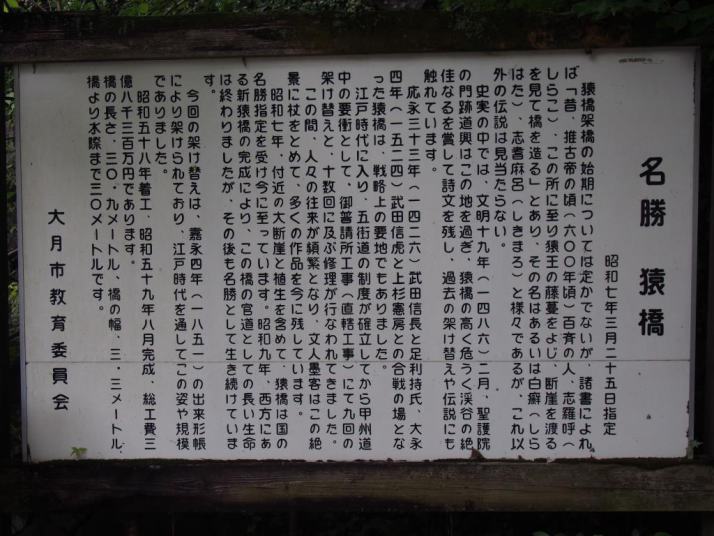 名勝 猿橋
昭和七年三月二十五日指定
猿橋架橋の始期については定かでないが、諸書によれ
ば「昔、推古帝の頃(六〇〇年頃)百済の人、志羅呼(
しらこ)、この所に至り猿王の藤蔓をよじ、断崖を渡る
を見て橋を造る」とあり、その名はあるいは白癬(しら
はた)、志耆麻呂(しきまろ)と様々であるが、これ以
外の伝説は見当たらない。
史実の中では、文明十九年(一四八六)二月、聖護院
の門跡道興はこの地を過ぎ、猿橋の高く危うく渓谷の絶
佳なるを賞して詩文を残し、過去の架け替えや伝説にも
触れています。
応永三十三年(一四二六)武田信長と足利持氏、大永
四年(一五二四)武田信虎と上杉憲房との合戦の場とな
った猿橋は、戦略上の要地でもありました。
江戸時代に入り、五街道の制度が確立してから甲州道
中の要衝として、御普請所工事(直轄工事)にて九回の
架け替えと、十数回に及ぶ修理が行なわれてきました。
この間、人々の往来が頻繁となり、文人墨客はこの絶
景に杖をとめて、多くの作品を今に残しています。
昭和七年、付近の大断崖と植生を含めて、猿橋は国の
名勝指定を受け今に至っています。昭和九年、西方にあ
る新猿橋の完成により、この橋の官道としての長い生命
は終わりましたが、その後も名勝として生き続けていま
す。
今回の架け替えは、嘉永四年(一八五一)の出来形帳
により架けられており、江戸時代を通してこの姿や規模
でありました。
昭和五十八年着工、昭和五十九年八月完成、総工費三
億八千三百万円であります。
橋の長さ、三〇・九メートル、橋の幅、三・三メートル、
橋より水際まで三〇メートルです。
大月市教育委員会